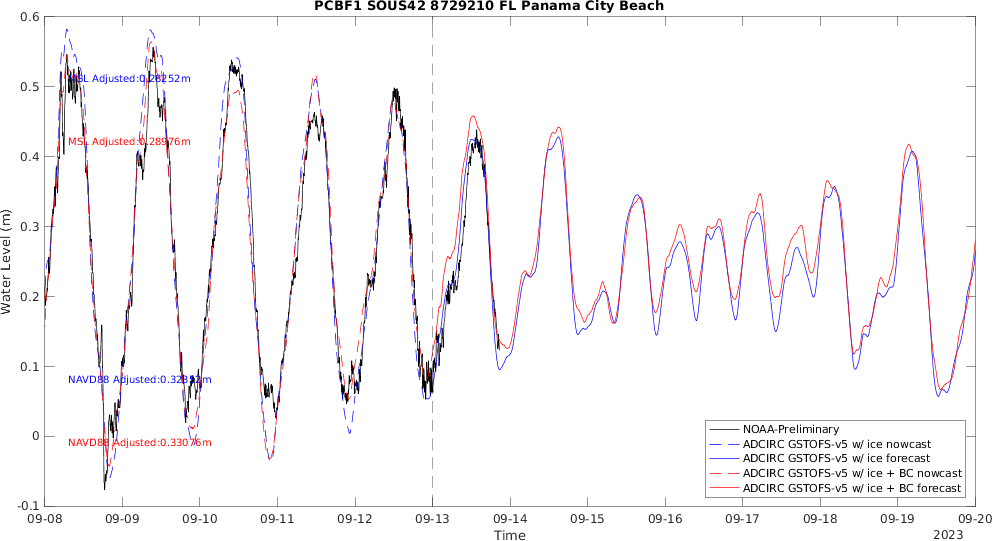 PCBF1 SOUS42 8729210 FL Panama City Beach
Water Level (m)
0.6
0.5
0.4
0.3
0.2
0.1
0
-0.1
MSL Adjusted:0.28252m
MSL Adjusted:0.28976m
NAVD88 Adjusted:0.32352m
NAVD88 Adjusted:0.33076m
NOAA-Preliminary
ADCIRC GSTOFS-v5 w/ ice nowcast
ADCIRC GSTOFS-v5 w/ ice forecast
ADCIRC GSTOFS-v5 w/ ice + BC nowcast
ADCIRC GSTOFS-v5 w/ ice + BC forecast
09-08 09-09 09-10 09-11 09-12 09-13 09-14 09-15 09-16 09-17 09-18 09-19 09-20
Time
2023